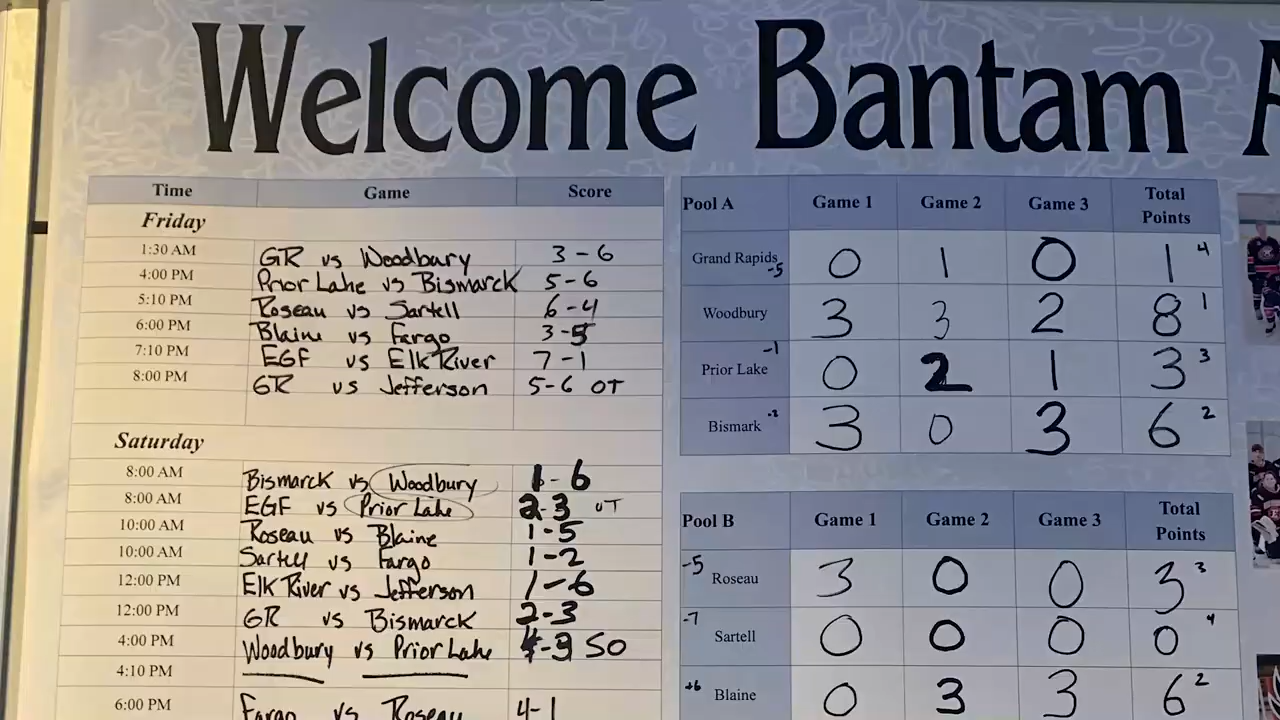 Welcome Bantam A
Time Game Score
Friday
1:30 AM GR vs Woodbury 3 - 6
4:00 PM Prior Lake vs Bismarck 5 - 6
5:10 PM Roseau vs Sartell 6 - 4
6:00 PM Blaine vs Fargo 3 - 5
7:10 PM EGF vs Elk River 7 - 1
8:00 PM GR vs Jefferson 5 - 6 OT
Saturday
8:00 AM Bismarck vs Woodbury 1 - 6
8:00 AM EGF vs Prior Lake 2 - 3 OT
10:00 AM Roseau vs Blaine 1 - 5
10:00 AM Sartell vs Fargo 1 - 2
12:00 PM Elk River vs Jefferson 1 - 6
12:00 PM GR vs Bismarck 2 - 3
4:00 PM Woodbury vs Prior Lake 4 - 3 SO
4:10 PM
6:00 PM Fargo vs Roseau 4 - 1
Pool A Game 1 Game 2 Game 3 Total Points
Grand Rapids -5 0 1 0 1 4
Woodbury 3 3 2 8 1
Prior Lake -1 0 2 1 3 3
Bismark 3 0 3 6 2
Pool B Game 1 Game 2 Game 3 Total Points
-5 Roseau 3 0 0 3 3
-7 Sartell 0 0 0 0 4
+6 Blaine 0 3 3 6 2